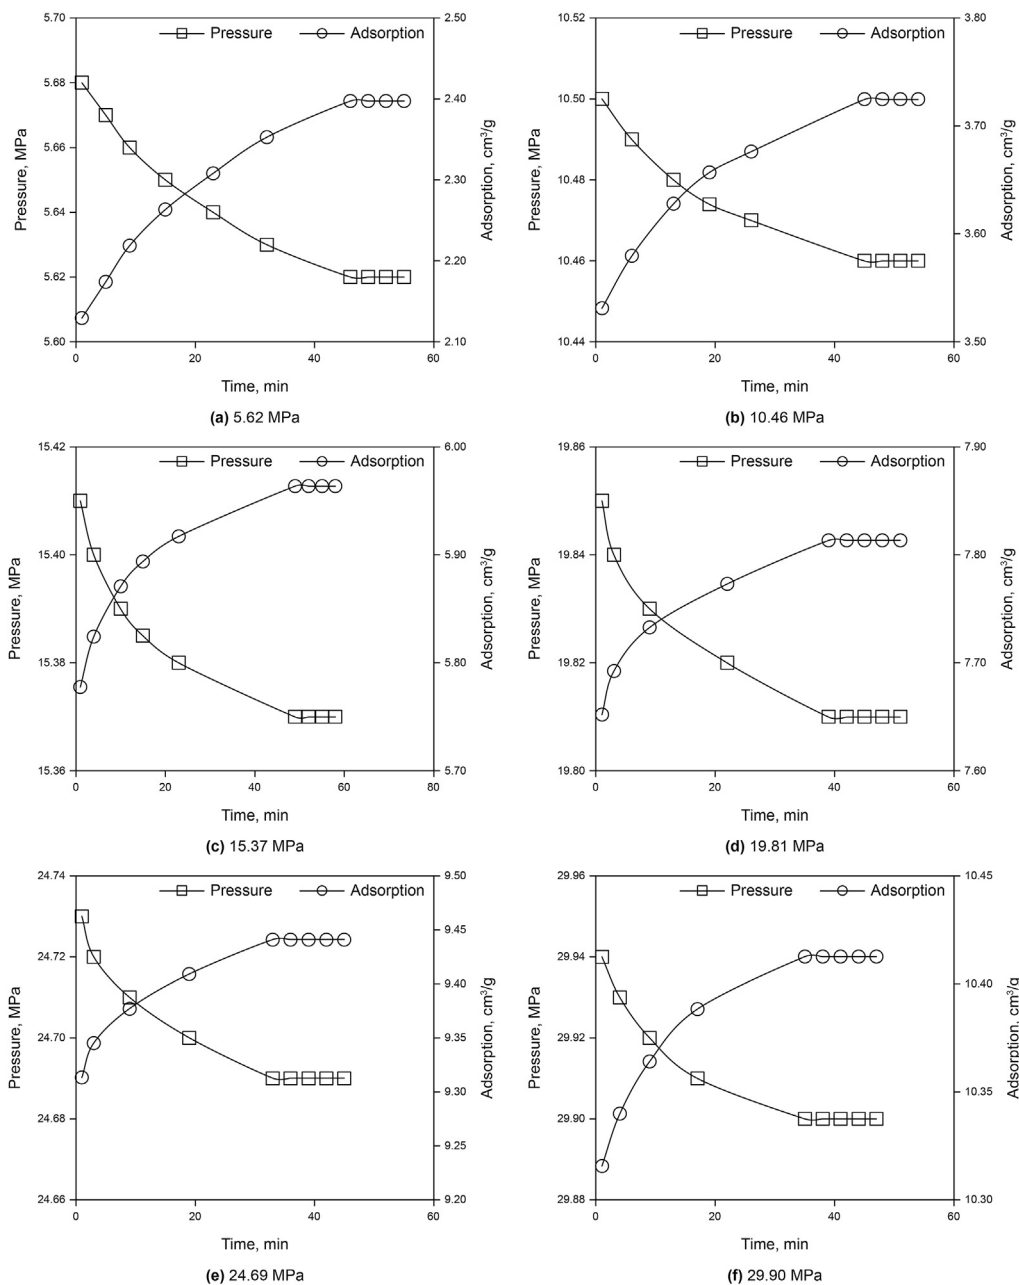 5.70 2.50 10.52 3.80
Pressure Adsorption Pressure Adsorption
5.68 2.40 10.50 3.70
5.66 10.48
Pressure, MPa Adsorption, cm³/g Pressure, MPa Adsorption, cm³/g
2.30
5.64 3.60
2.20 10.46
5.62
5.60 2.10 10.44 3.50
0 20 40 60 0 20 40 60
Time, min Time, min
(a) 5.62 MPa (b) 10.46 MPa
15.42 6.00 19.86 7.90
Pressure Adsorption Pressure Adsorption
15.40 5.90 19.84 7.80
Pressure, MPa Adsorption, cm³/g Pressure, MPa Adsorption, cm³/g
15.38 5.80 19.82 7.70
15.36 5.70 19.80 7.60
0 20 40 60 80 0 20 40 60
Time, min Time, min
(c) 15.37 MPa (d) 19.81 MPa
24.74 9.50 29.96 10.45
Pressure Adsorption Pressure Adsorption
9.45
24.72 29.94
9.40 10.40
Pressure, MPa Adsorption, cm³/g Pressure, MPa Adsorption, cm³/g
24.70 9.35 29.92
9.30 10.35
24.68 29.90
9.25
24.66 9.20 29.88 10.30
0 20 40 60 0 20 40 60
Time, min Time, min
(e) 24.69 MPa (f) 29.90 MPa